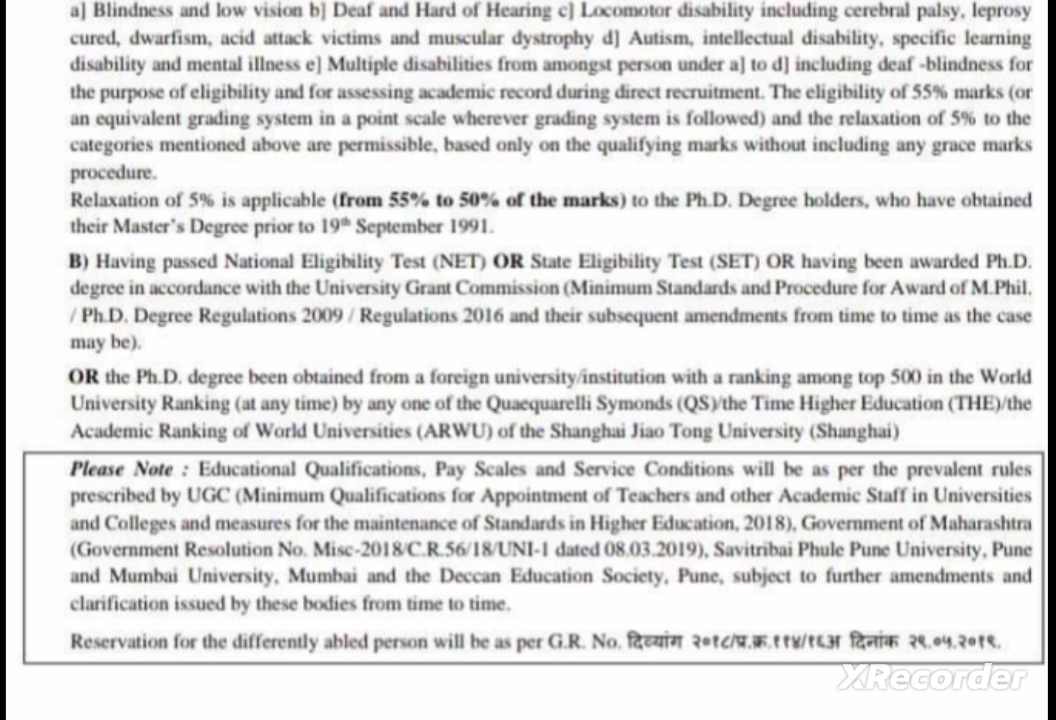 a] Blindness and low vision b] Deaf and Hard of Hearing c] Locomotor disability including cerebral palsy, leprosy
cured, dwarfism, acid attack victims and muscular dystrophy d] Autism, intellectual disability, specific learning
disability and mental illness e] Multiple disabilities from amongst person under a] to d] including deaf -blindness for
the purpose of eligibility and for assessing academic record during direct recruitment. The eligibility of 55% marks (or
an equivalent grading system in a point scale wherever grading system is followed) and the relaxation of 5% to the
categories mentioned above are permissible, based only on the qualifying marks without including any grace marks
procedure.
Relaxation of 5% is applicable (from 55% to 50% of the marks) to the Ph.D. Degree holders, who have obtained
their Master's Degree prior to 19th September 1991.
B) Having passed National Eligibility Test (NET) OR State Eligibility Test (SET) OR having been awarded Ph.D.
degree in accordance with the University Grant Commission (Minimum Standards and Procedure for Award of M.Phil.
/ Ph.D. Degree Regulations 2009 / Regulations 2016 and their subsequent amendments from time to time as the case
may be).
OR the Ph.D. degree been obtained from a foreign university/institution with a ranking among top 500 in the World
University Ranking (at any time) by any one of the Quaequarelli Symonds (QS)/the Time Higher Education (THE)/the
Academic Ranking of World Universities (ARWU) of the Shanghai Jiao Tong University (Shanghai)
Please Note : Educational Qualifications, Pay Scales and Service Conditions will be as per the prevalent rules
prescribed by UGC (Minimum Qualifications for Appointment of Teachers and other Academic Staff in Universities
and Colleges and measures for the maintenance of Standards in Higher Education, 2018), Government of Maharashtra
(Government Resolution No. Misc-2018/C.R.56/18/UNI-1 dated 08.03.2019), Savitribai Phule Pune University, Pune
and Mumbai University, Mumbai and the Deccan Education Society, Pune, subject to further amendments and
clarification issued by these bodies from time to time.
Reservation for the differently abled person will be as per G.R. No. दिव्यांग २०१८/प्र.क्र.११४/१६अ दिनांक २९.०५.२०१९.
XRecorder